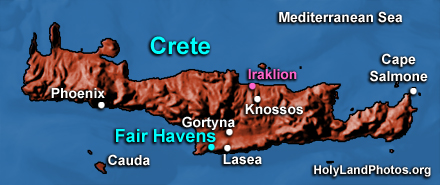 Mediterranean Sea
Crete
Cape
Salmone
Iraklion
Phoenix
Knossos
Gortyna
Fair Havens
Cauda
Lasea
HolyLandPhotos.org